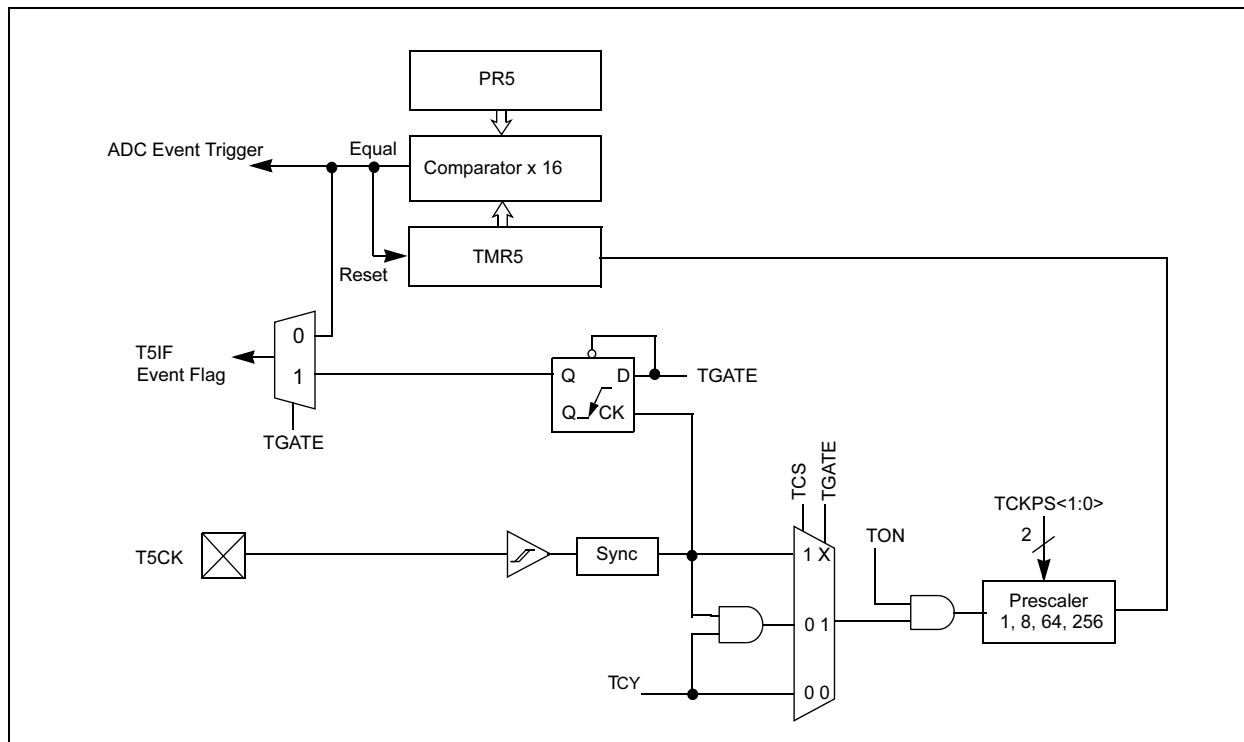 PR5
ADC Event Trigger
Equal
Comparator x 16
TMR5
Reset
0
T5IF
Event Flag
1
TGATE
Q
D
TGATE
Q
CK
TCS
TGATE
TCKPS<1:0>
2
TON
T5CK
Sync
1 X
Prescaler
1, 8, 64, 256
0 1
TCY
0 0